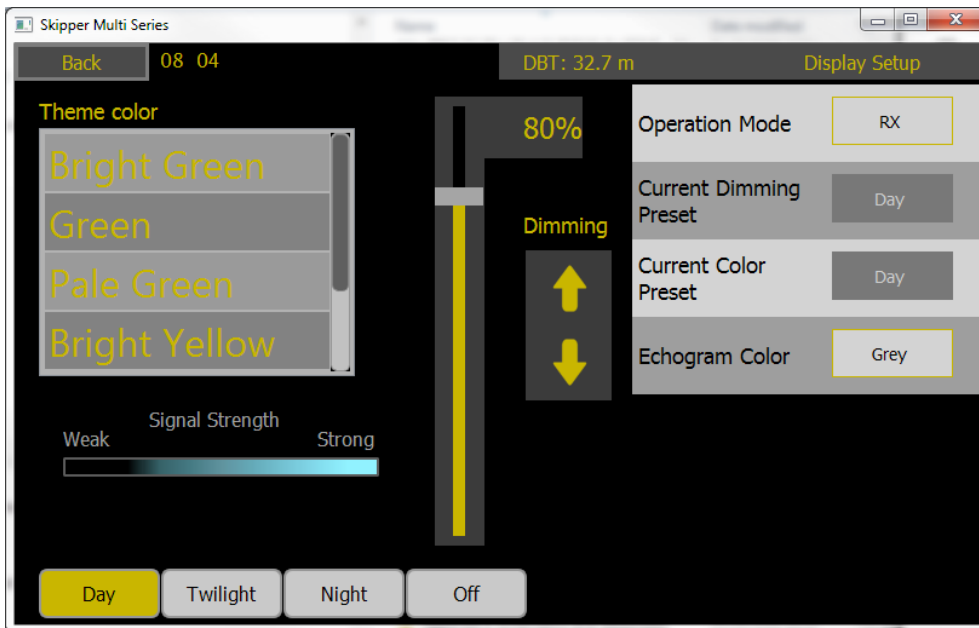 Skipper Multi Series
Back
08 04
DBT: 32.7 m
Display Setup
Theme color
Bright Green
Green
Pale Green
Bright Yellow
Signal Strength
Weak
Strong
80%
Dimming
Operation Mode
RX
Current Dimming
Preset
Day
Current Color
Preset
Day
Echogram Color
Grey
Day
Twilight
Night
Off